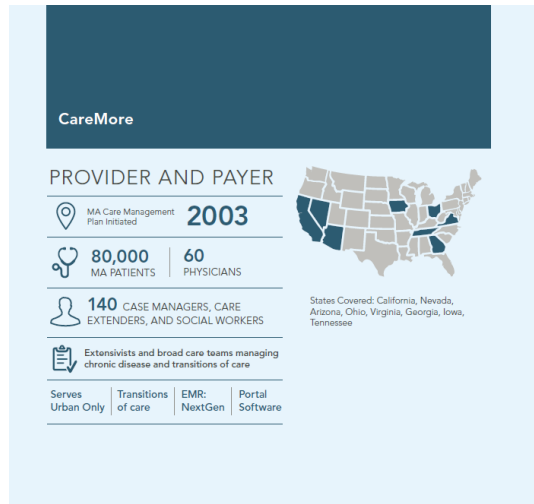 CareMore
PROVIDER AND PAYER
MA Care Management
Plan Initiated
2003
80,000
MA PATIENTS
60
PHYSICIANS
140 CASE MANAGERS, CARE
EXTENDERS, AND SOCIAL WORKERS
Extensivists and broad care teams managing
chronic disease and transitions of care
Serves
Urban Only
Transitions
of care
EMR:
NextGen
Portal
Software
States Covered: California, Nevada,
Arizona, Ohio, Virginia, Georgia, Iowa,
Tennessee